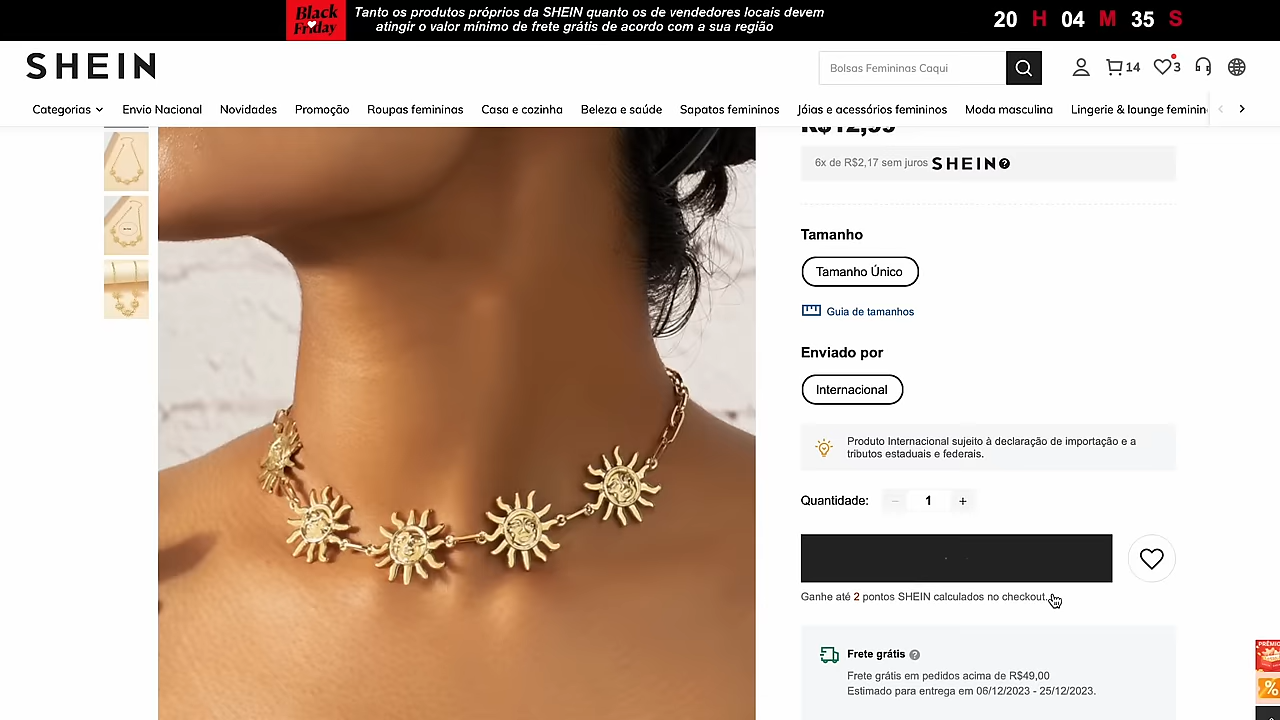 Black
Friday
Tanto os produtos próprios da SHEIN quanto os de vendedores locais devem
atingir o valor mínimo de frete grátis de acordo com a sua região
20 H 04 M 35 S
SHEIN
Bolsas Femininas Caqui
14
3
Categorias
Envio Nacional
Novidades
Promoção
Roupas femininas
Casa e cozinha
Beleza e saúde
Sapatos femininos
Jóias e acessórios femininos
Moda masculina
Lingerie & lounge feminin
R$12,99
6x de R$2,17 sem juros SHEIN
Tamanho
Tamanho Único
Guia de tamanhos
Enviado por
Internacional
Produto Internacional sujeito à declaração de importação e a
tributos estaduais e federais.
Quantidade: − 1 +
Ganhe até 2 pontos SHEIN calculados no checkout.
Frete grátis ?
Frete grátis em pedidos acima de R$49,00
Estimado para entrega em 06/12/2023 - 25/12/2023.
PRÊMIO
%